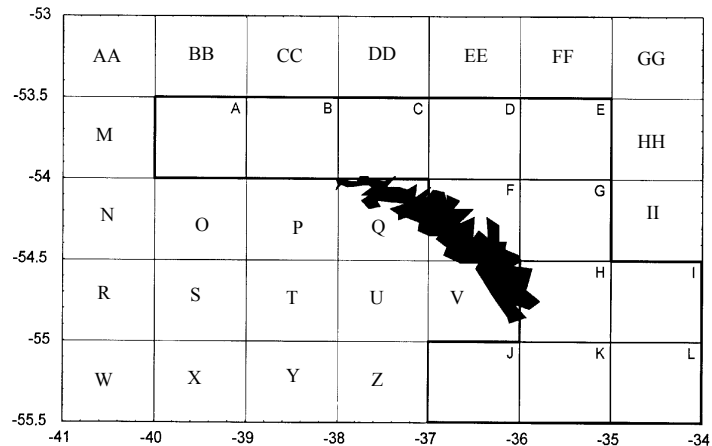 -53
AA BB CC DD EE FF GG
-53.5
M A B C D E HH
-54
N O P Q F G II
-54.5
R S T U V H I
-55
W X Y Z J K L
-55.5
-41 -40 -39 -38 -37 -36 -35 -34